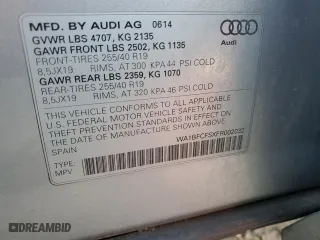 MFD. BY AUDI AG 0614
GVWR LBS 4707, KG 2135
GAWR FRONT LBS 2502, KG 1135
FRONT-TIRES 255/40 R19
8,5JX19 RIMS, AT 300 KPA 44 PSI COLD
GAWR REAR LBS 2359, KG 1070
REAR-TIRES 255/40 R19
8,5JX19 RIMS, AT 320 KPA 46 PSI COLD
Audi
THIS VEHICLE CONFORMS TO ALL APPLICABLE
FEDERAL MOTOR VEHICLE SAFETY, BUMPER
AND THEFT PREVENTION STANDARDS IN EFFECT ON
THE DATE OF MANUFACTURE SHOWN ABOVE
SPAIN
WA1BFCFSXFR002032
TYPE:
MPV